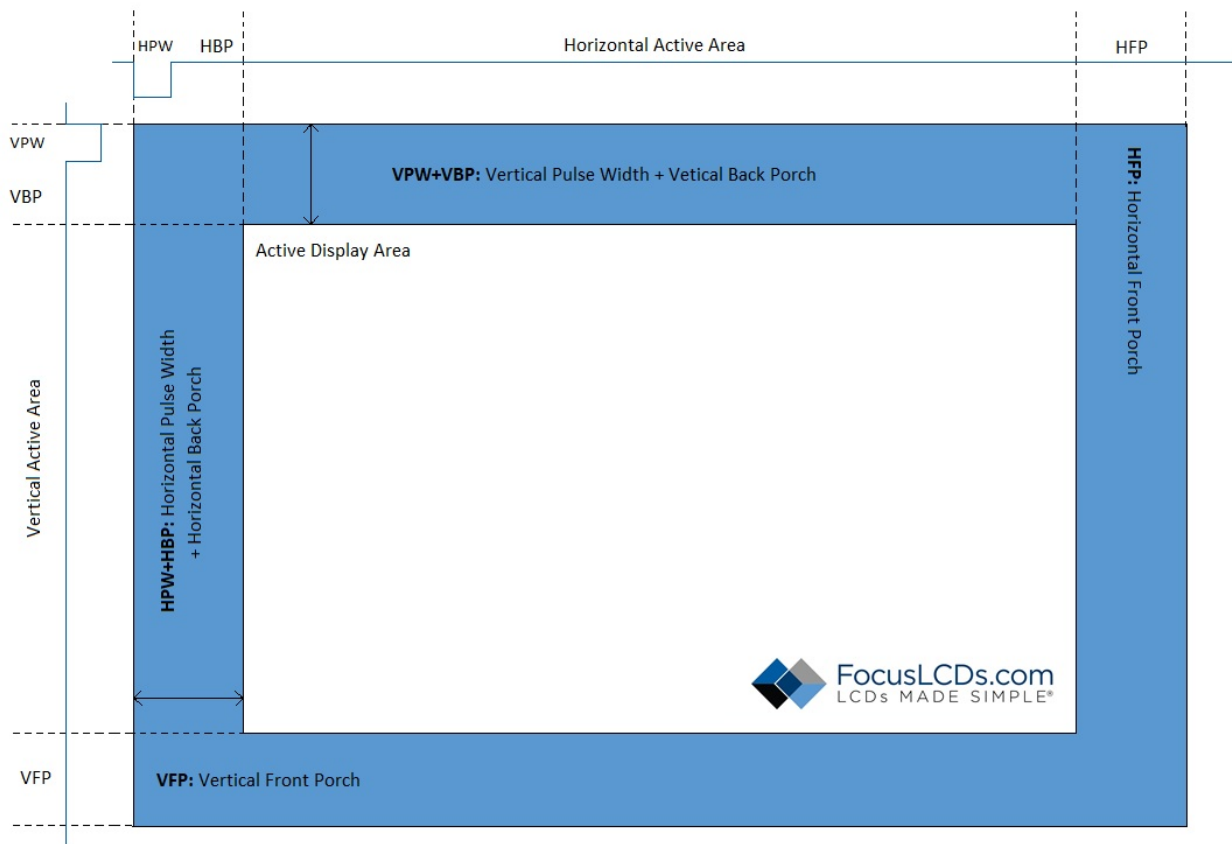 HPW HBP Horizontal Active Area HFP
VPW
VBP
VPW+VBP: Vertical Pulse Width + Vetical Back Porch
HFP: Horizontal Front Porch
Active Display Area
Vertical Active Area
HPW+HBP: Horizontal Pulse Width
+ Horizontal Back Porch
FocusLCDs.com
LCDs MADE SIMPLE®
VFP
VFP: Vertical Front Porch